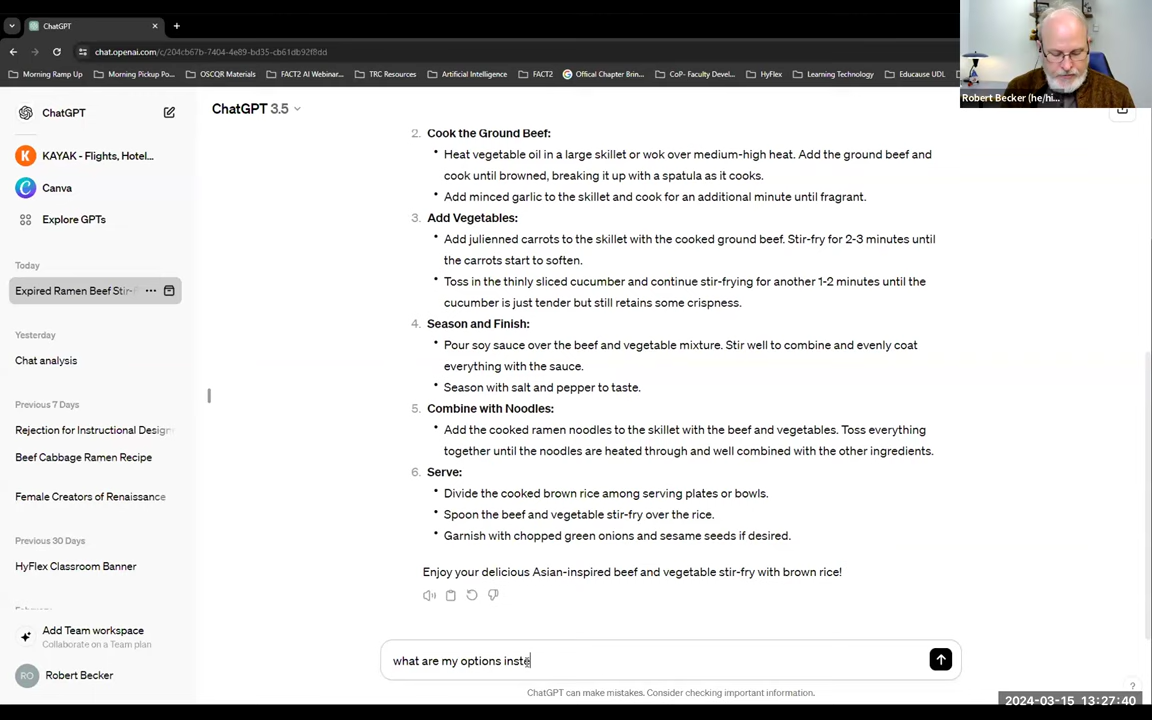 ChatGPT
chat.openai.com/c/204cb67b-7404-4e89-bd35-cb61db92f8dd
Morning Ramp Up
Morning Pickup Po...
OSCQR Materials
FACT2 AI Webinar...
TRC Resources
Artificial Intelligence
FACT2
Offical Chapter Brin...
CoP- Faculty Devel...
HyFlex
Learning Technology
Educause UDL
Robert Becker (he/hi...
ChatGPT
KAYAK - Flights, Hotel...
Canva
Explore GPTs
Today
Expired Ramen Beef Stir-
Yesterday
Chat analysis
Previous 7 Days
Rejection for Instructional Design
Beef Cabbage Ramen Recipe
Female Creators of Renaissance
Previous 30 Days
HyFlex Classroom Banner
Add Team workspace
Collaborate on a Team plan
RO
Robert Becker
ChatGPT 3.5
2. Cook the Ground Beef:
• Heat vegetable oil in a large skillet or wok over medium-high heat. Add the ground beef and
cook until browned, breaking it up with a spatula as it cooks.
• Add minced garlic to the skillet and cook for an additional minute until fragrant.
3. Add Vegetables:
• Add julienned carrots to the skillet with the cooked ground beef. Stir-fry for 2-3 minutes until
the carrots start to soften.
• Toss in the thinly sliced cucumber and continue stir-frying for another 1-2 minutes until the
cucumber is just tender but still retains some crispness.
4. Season and Finish:
• Pour soy sauce over the beef and vegetable mixture. Stir well to combine and evenly coat
everything with the sauce.
• Season with salt and pepper to taste.
5. Combine with Noodles:
• Add the cooked ramen noodles to the skillet with the beef and vegetables. Toss everything
together until the noodles are heated through and well combined with the other ingredients.
6. Serve:
• Divide the cooked brown rice among serving plates or bowls.
• Spoon the beef and vegetable stir-fry over the rice.
• Garnish with chopped green onions and sesame seeds if desired.
Enjoy your delicious Asian-inspired beef and vegetable stir-fry with brown rice!
what are my options inste
ChatGPT can make mistakes. Consider checking important information.
?
2024-03-15 13:27:40